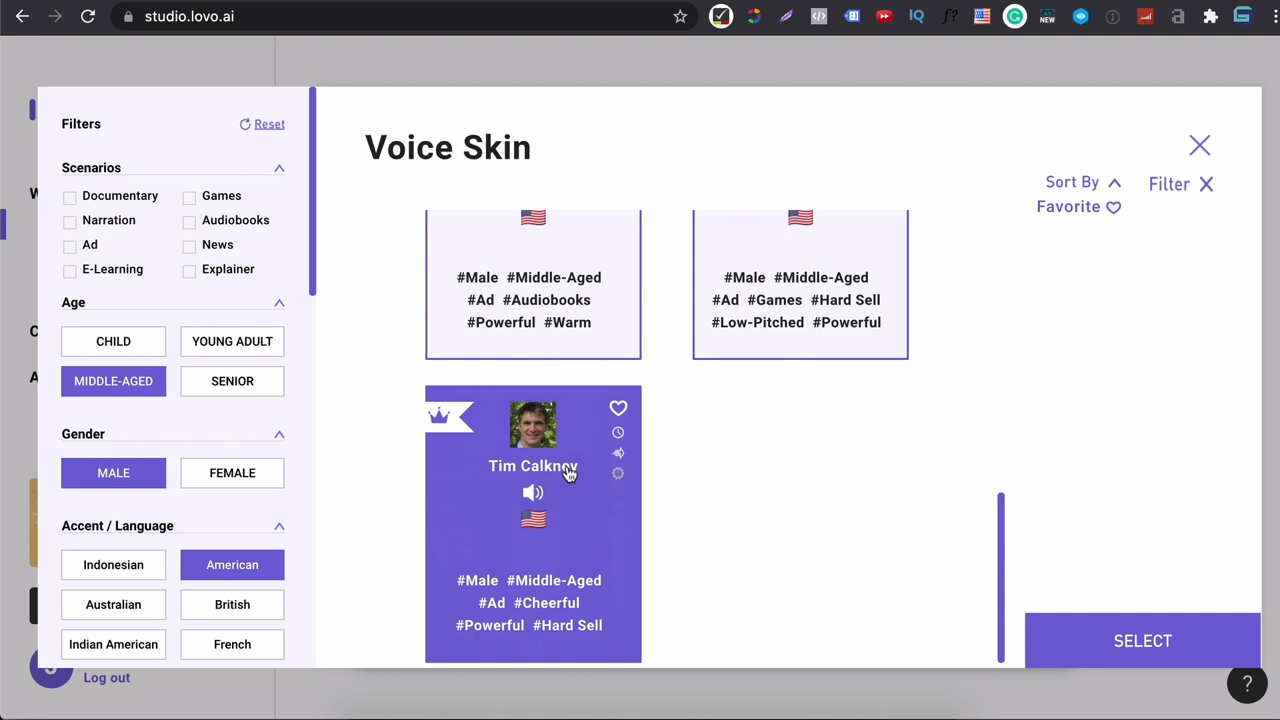 studio.lovo.ai
NEW
Filters
Reset
Scenarios
Documentary
Games
Narration
Audiobooks
Ad
News
E-Learning
Explainer
Age
CHILD
YOUNG ADULT
MIDDLE-AGED
SENIOR
Gender
MALE
FEMALE
Accent / Language
Indonesian
American
Australian
British
Indian American
French
Log out
Voice Skin
Sort By
Filter
Favorite
#Male #Middle-Aged
#Ad #Audiobooks
#Powerful #Warm
#Male #Middle-Aged
#Ad #Games #Hard Sell
#Low-Pitched #Powerful
Tim Calkney
#Male #Middle-Aged
#Ad #Cheerful
#Powerful #Hard Sell
SELECT
?